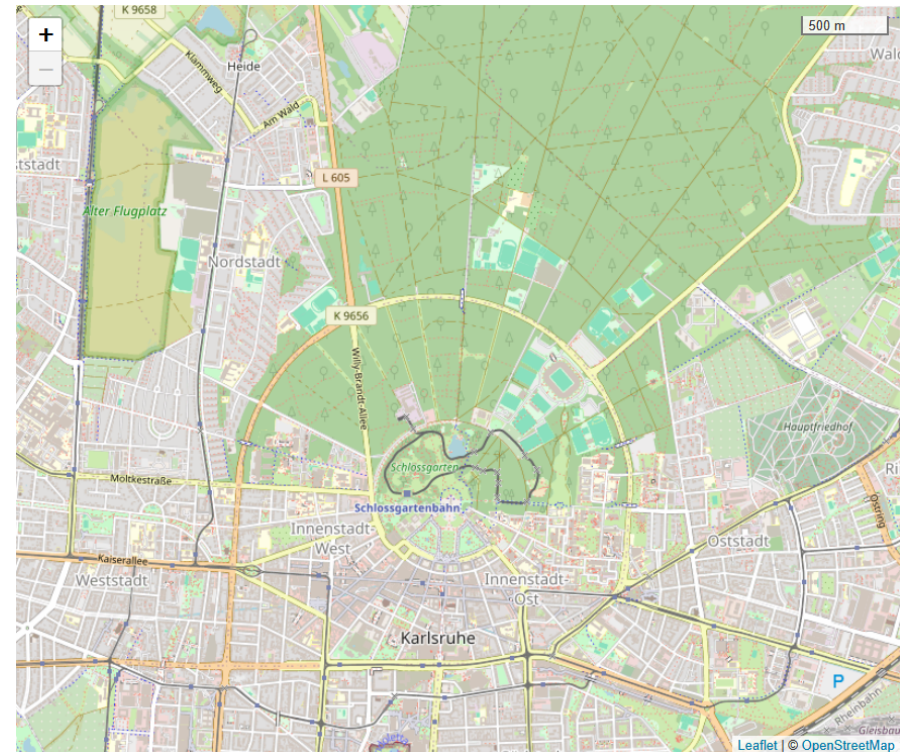 K 9658
+
500 m
Wald
Klammweg
Heide
Am Wald
L 605
Alter Flugplatz
Nordstadt
K 9656
Willy-Brandt-Allee
Hauptfriedhof
Schlossgarten
Moltkestraße
Schlossgartenbahn
Innenstadt-
West
Ostring
Oststadt
Kaiserallee
Weststadt
Innenstadt-
Ost
Karlsruhe
P
Rheinbahn
Leaflet | © OpenStreetMap